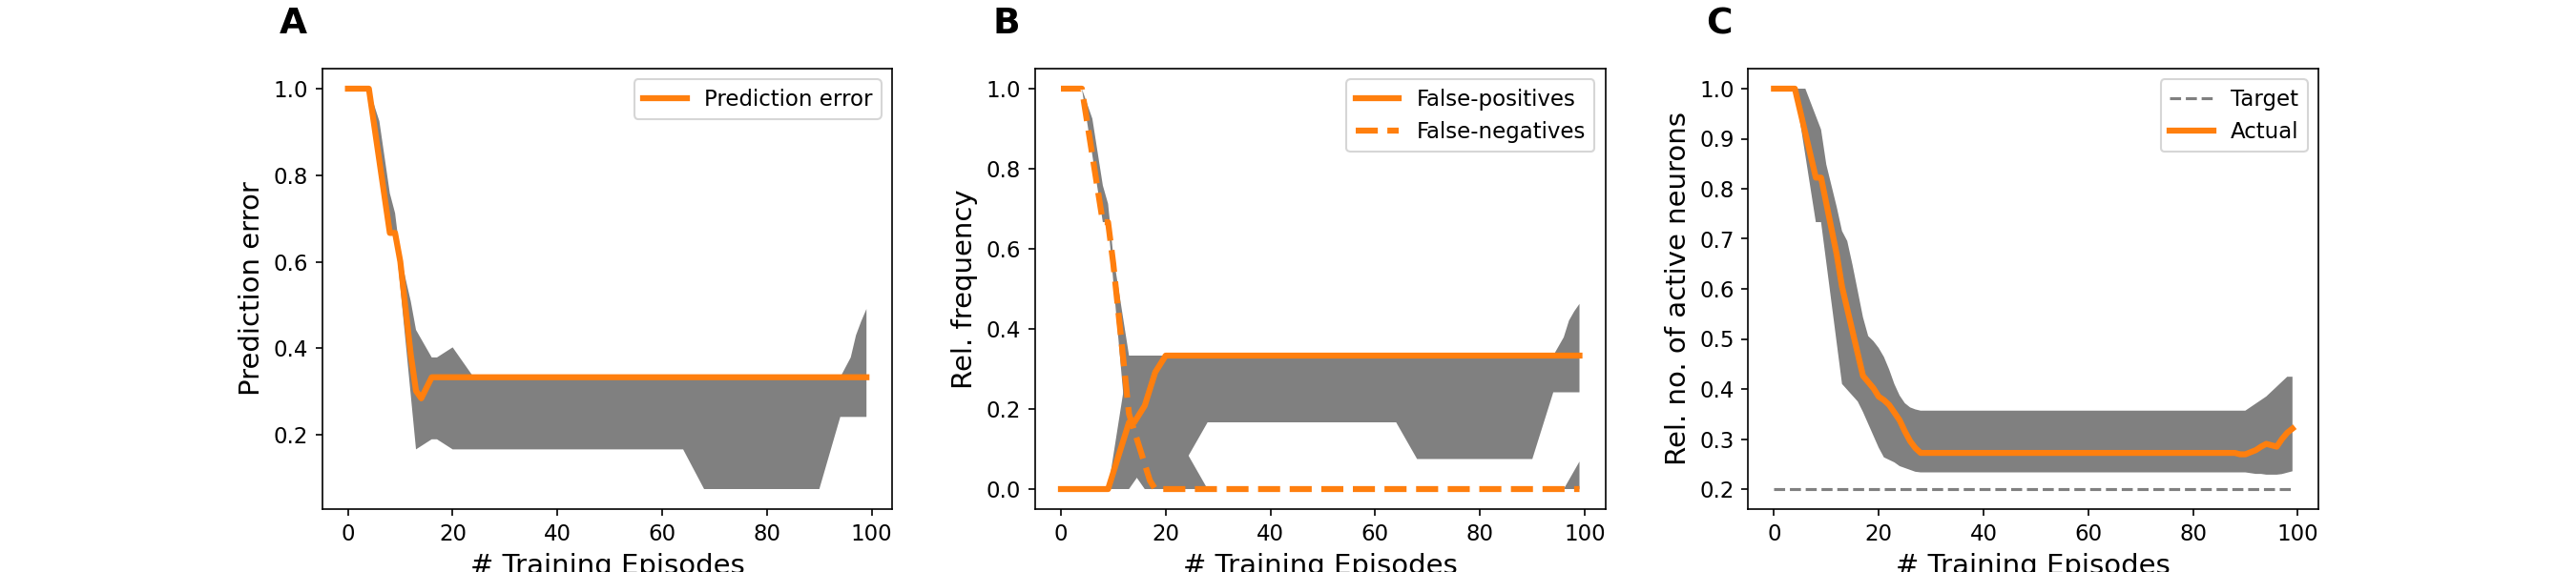 A
B
C
Prediction error
1.0
0.8
0.6
0.4
0.2
Prediction error
0
20
40
60
80
100
# Training Episodes
Rel. frequency
1.0
0.8
0.6
0.4
0.2
0.0
False-positives
False-negatives
0
20
40
60
80
100
# Training Episodes
Rel. no. of active neurons
1.0
0.9
0.8
0.7
0.6
0.5
0.4
0.3
0.2
Target
Actual
0
20
40
60
80
100
# Training Episodes